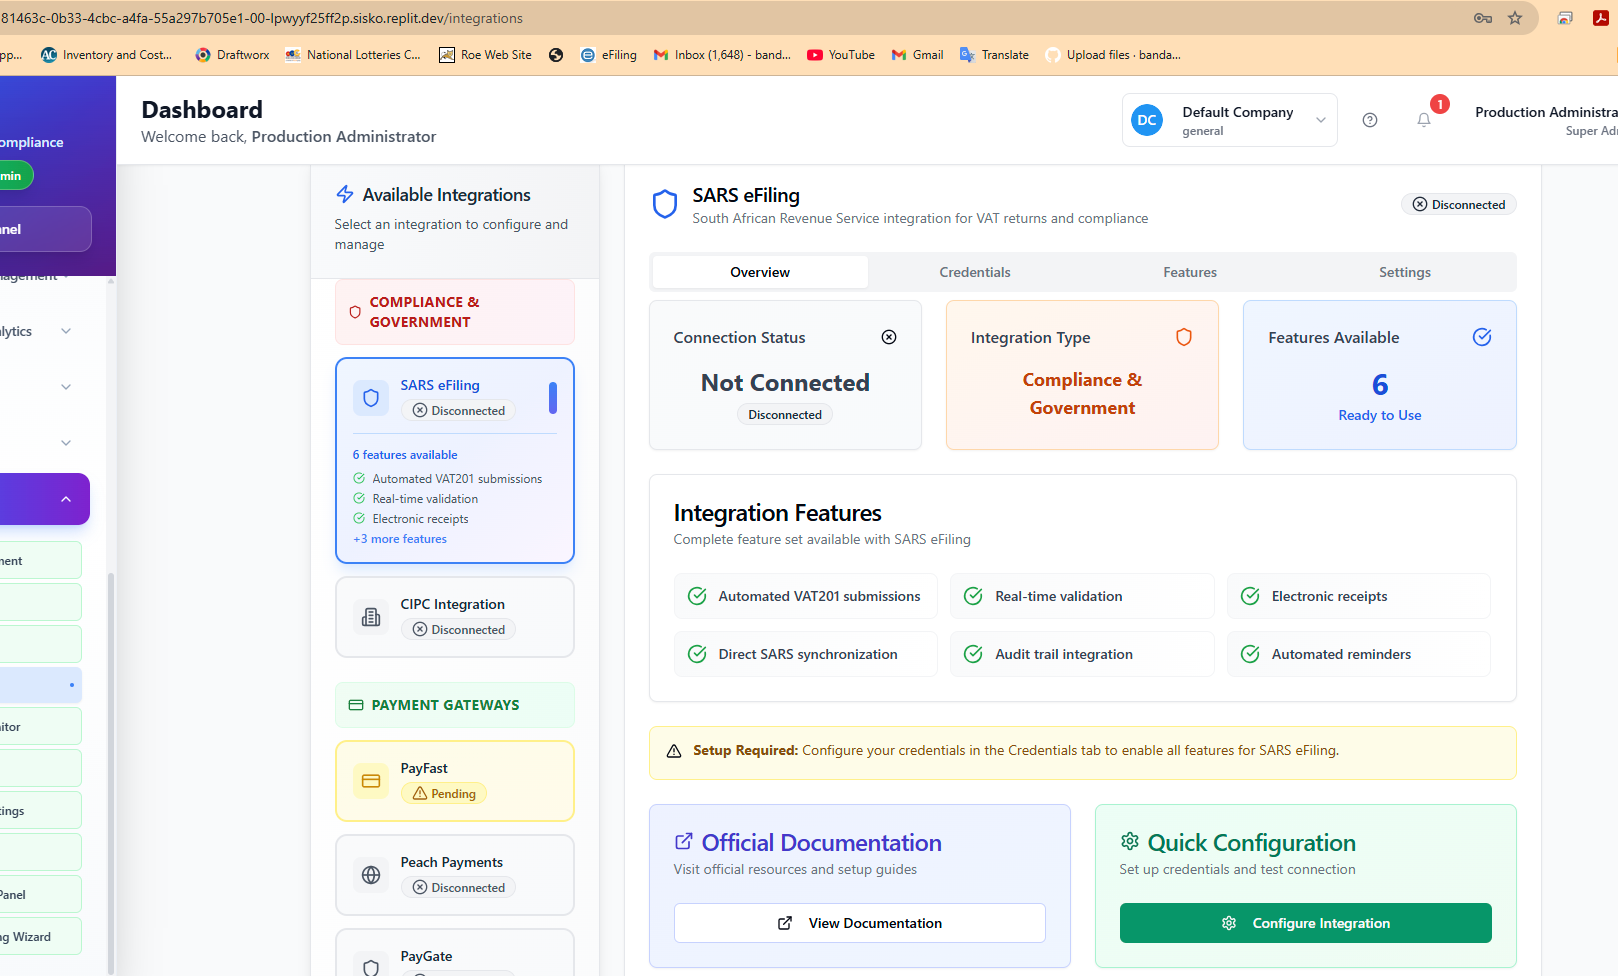 81463c-0b33-4cbc-a4fa-55a297b705e1-00-lpwyyf25ff2p.sisko.replit.dev/integrations
pp... Inventory and Cost... Draftworx National Lotteries C... Roe Web Site eFiling Inbox (1,648) - band... YouTube Gmail Translate Upload files · banda...
ompliance
min
nel
nagement
lytics
nent
itor
tings
Panel
ng Wizard
Dashboard
Welcome back, Production Administrator
DC
Default Company
general
1
Production Administra
Super Adm
Available Integrations
Select an integration to configure and
manage
COMPLIANCE &
GOVERNMENT
SARS eFiling
Disconnected
6 features available
Automated VAT201 submissions
Real-time validation
Electronic receipts
+3 more features
CIPC Integration
Disconnected
PAYMENT GATEWAYS
PayFast
Pending
Peach Payments
Disconnected
PayGate
SARS eFiling
South African Revenue Service integration for VAT returns and compliance
Disconnected
Overview Credentials Features Settings
Connection Status
Not Connected
Disconnected
Integration Type
Compliance &
Government
Features Available
6
Ready to Use
Integration Features
Complete feature set available with SARS eFiling
Automated VAT201 submissions Real-time validation Electronic receipts
Direct SARS synchronization Audit trail integration Automated reminders
Setup Required: Configure your credentials in the Credentials tab to enable all features for SARS eFiling.
Official Documentation
Visit official resources and setup guides
View Documentation
Quick Configuration
Set up credentials and test connection
Configure Integration